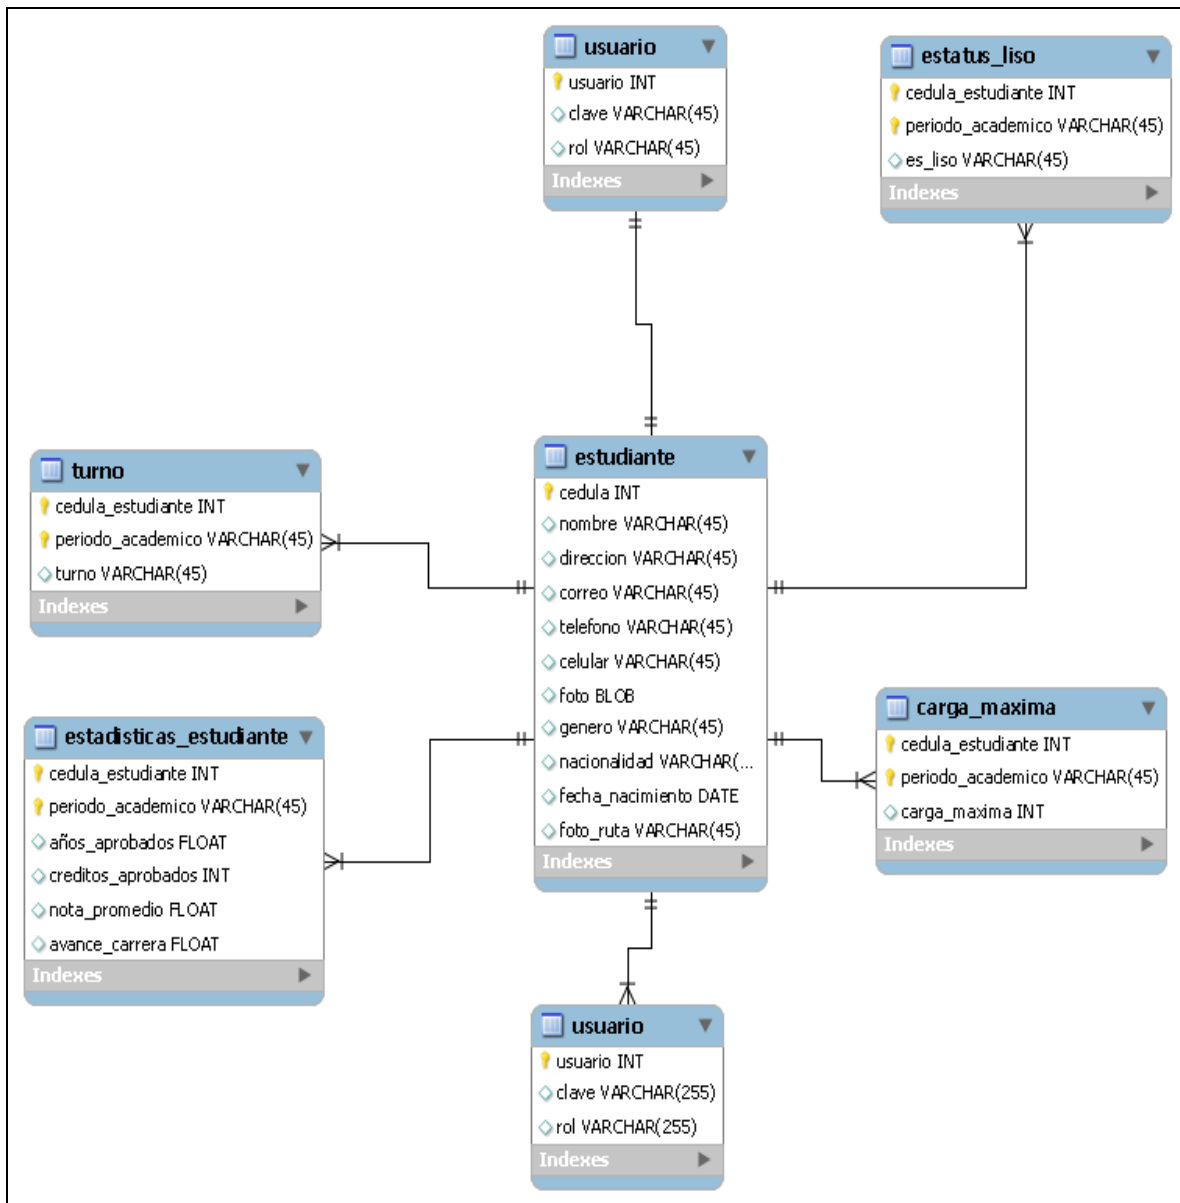 usuario
usuario INT
clave VARCHAR(45)
rol VARCHAR(45)
Indexes
estatus_liso
cedula_estudiante INT
periodo_academico VARCHAR(45)
es_liso VARCHAR(45)
Indexes
turno
cedula_estudiante INT
periodo_academico VARCHAR(45)
turno VARCHAR(45)
Indexes
estudiante
cedula INT
nombre VARCHAR(45)
direccion VARCHAR(45)
correo VARCHAR(45)
telefono VARCHAR(45)
celular VARCHAR(45)
foto BLOB
genero VARCHAR(45)
nacionalidad VARCHAR(...
fecha_nacimiento DATE
foto_ruta VARCHAR(45)
Indexes
estadisticas_estudiante
cedula_estudiante INT
periodo_academico VARCHAR(45)
años_aprobados FLOAT
creditos_aprobados INT
nota_promedio FLOAT
avance_carrera FLOAT
Indexes
carga_maxima
cedula_estudiante INT
periodo_academico VARCHAR(45)
carga_maxima INT
Indexes
usuario
usuario INT
clave VARCHAR(255)
rol VARCHAR(255)
Indexes